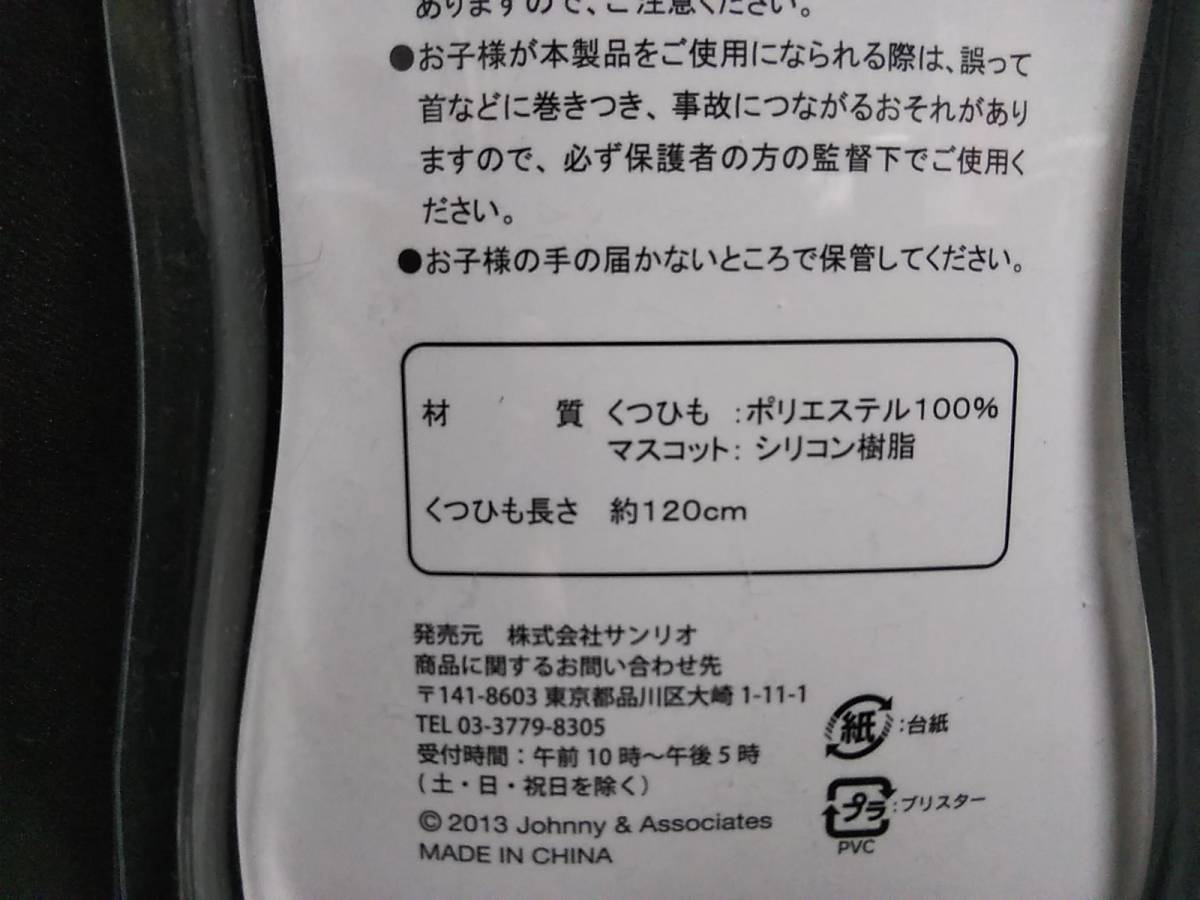 ありますので、ご注意ください。
●お子様が本製品をご使用になられる際は、誤って
首などに巻きつき、事故につながるおそれがあり
ますので、必ず保護者の方の監督下でご使用く
ださい。
●お子様の手の届かないところで保管してください。
材　　質　くつひも　：ポリエステル100%
マスコット：シリコン樹脂
くつひも長さ　約120cm
発売元　株式会社サンリオ
商品に関するお問い合わせ先
〒141-8603 東京都品川区大崎 1-11-1
TEL 03-3779-8305
受付時間：午前 10 時～午後 5 時
（土・日・祝日を除く）
© 2013 Johnny & Associates
MADE IN CHINA
紙：台紙
プラ：ブリスター
PVC